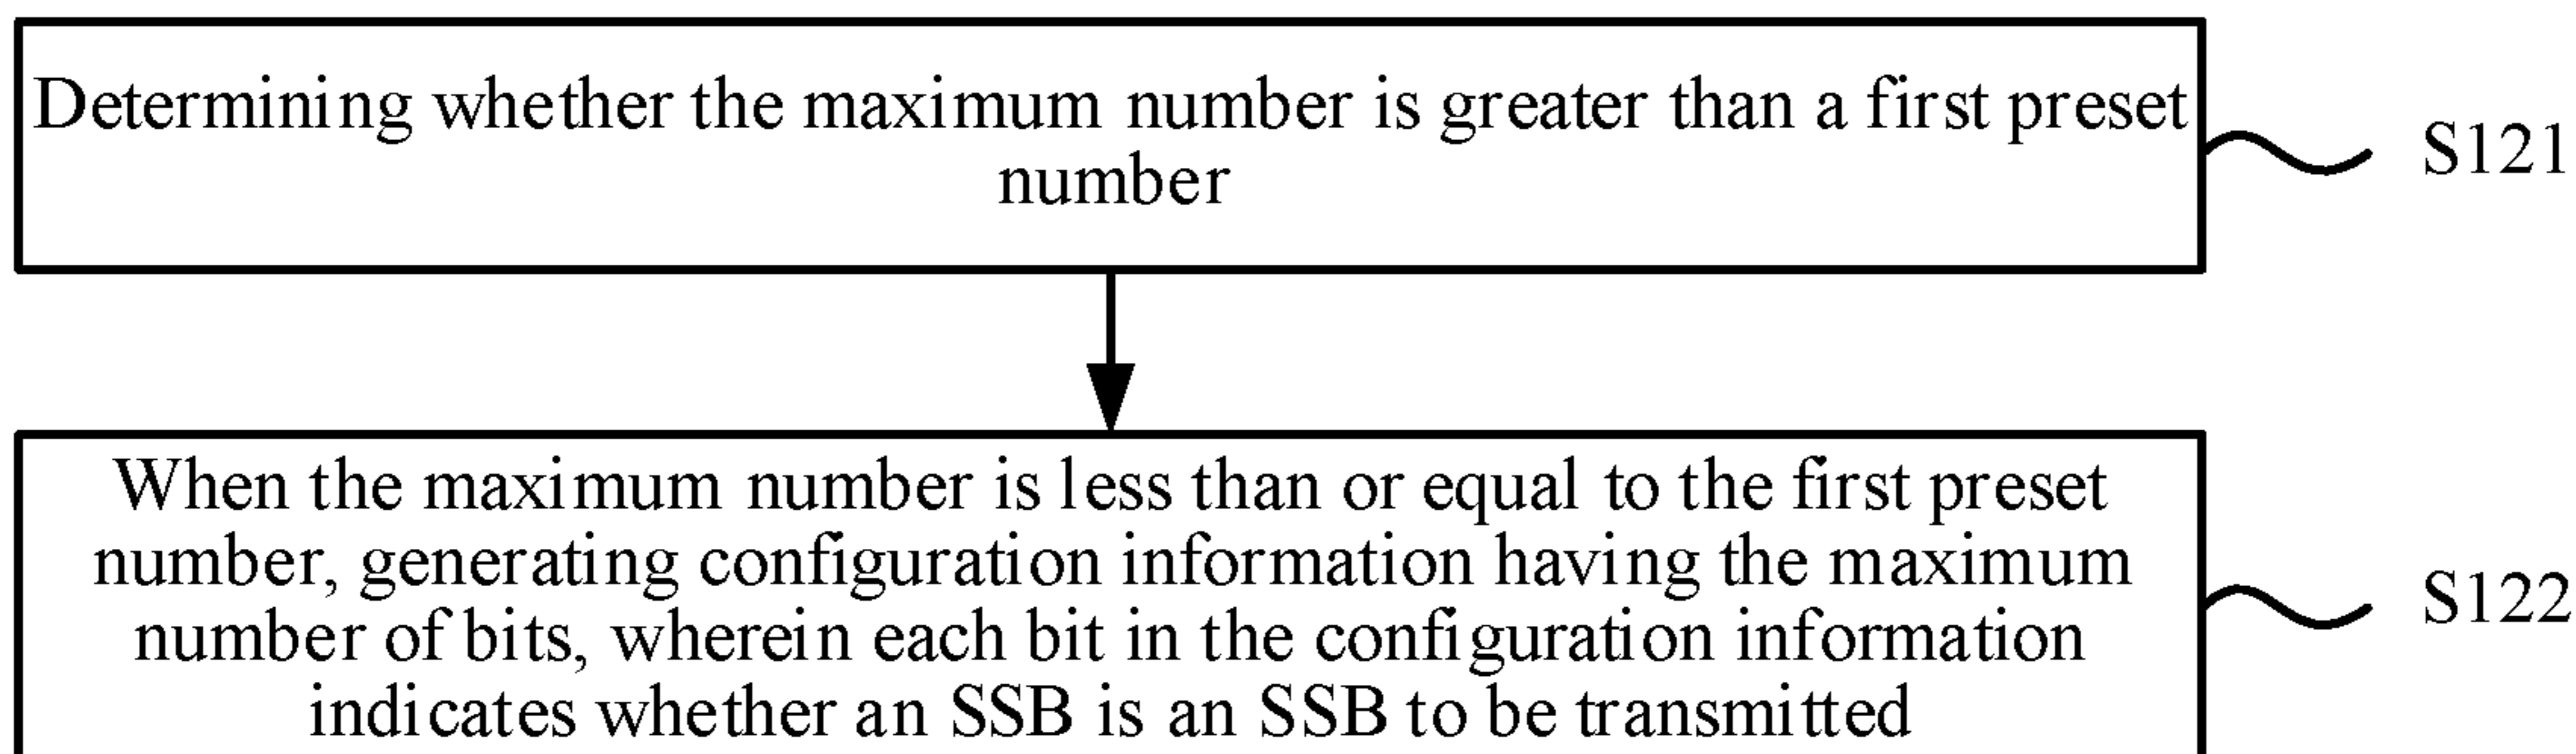 Determining whether the maximum number is greater than a first preset
number
S121
When the maximum number is less than or equal to the first preset
number, generating configuration information having the maximum
number of bits, wherein each bit in the configuration information
indicates whether an SSB is an SSB to be transmitted
S122